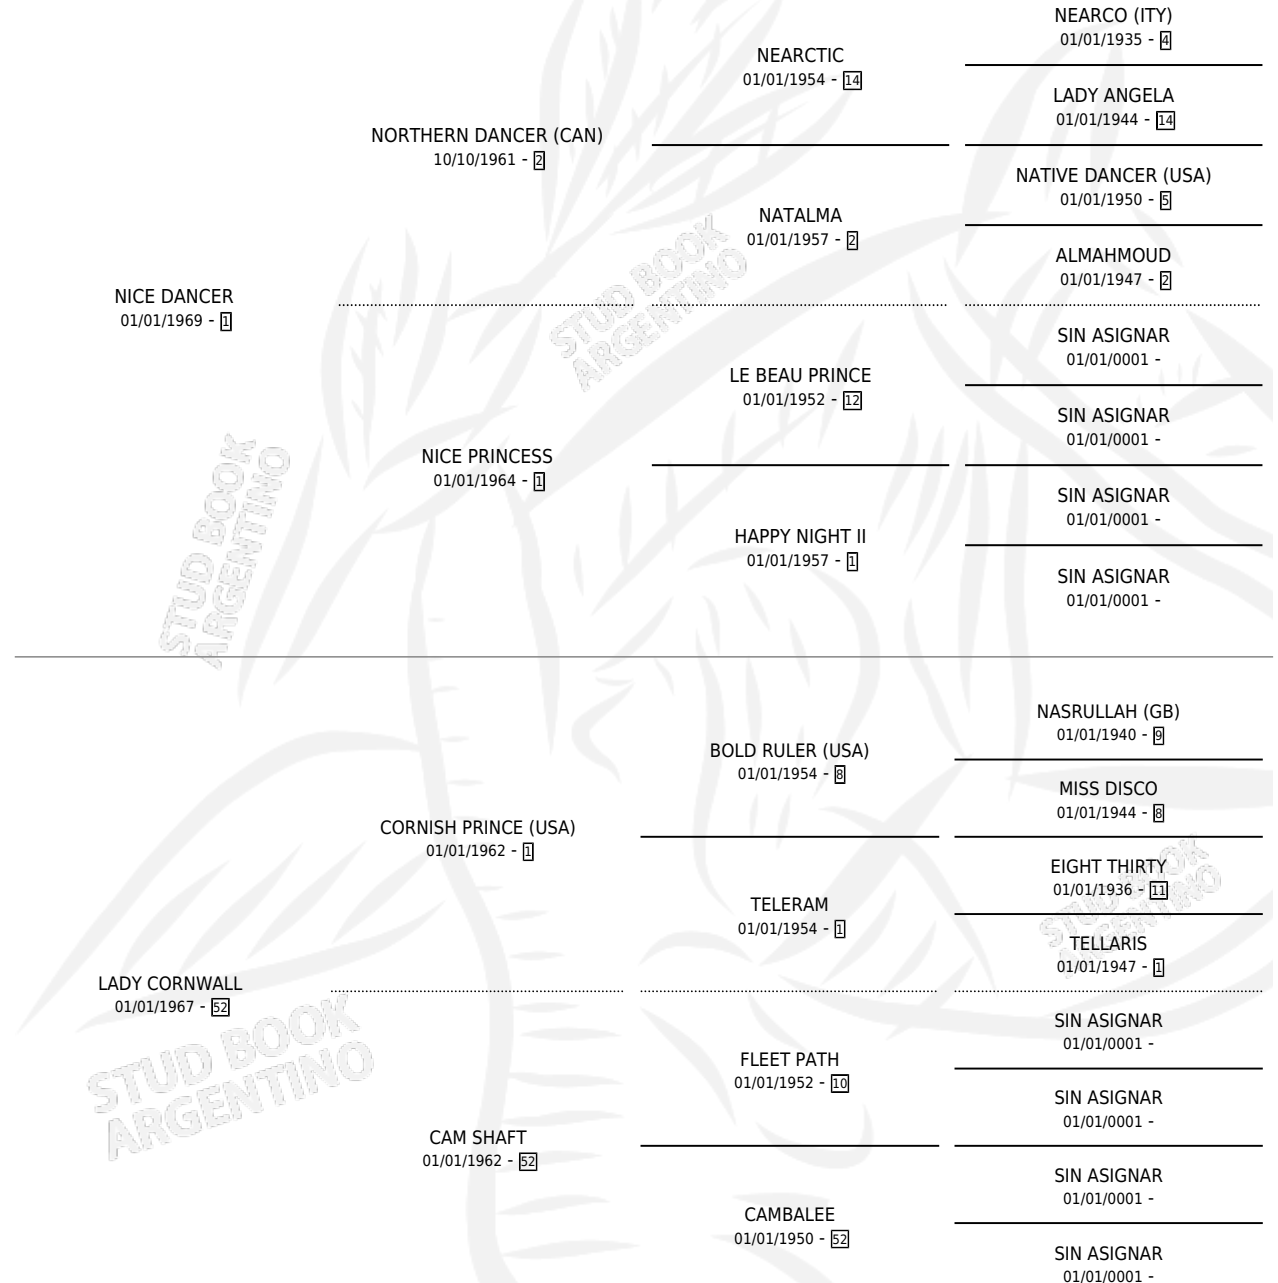 NEARCO (ITY)
01/01/1935 - 4
NEARCTIC
01/01/1954 - 14
LADY ANGELA
01/01/1944 - 14
NORTHERN DANCER (CAN)
10/10/1961 - 2
NATIVE DANCER (USA)
01/01/1950 - 5
NATALMA
01/01/1957 - 2
ALMAHMOUD
01/01/1947 - 2
NICE DANCER
01/01/1969 - 1
STUD BOOK
ARGENTINO
SIN ASIGNAR
01/01/0001 -
LE BEAU PRINCE
01/01/1952 - 12
SIN ASIGNAR
01/01/0001 -
NICE PRINCESS
01/01/1964 - 1
SIN ASIGNAR
01/01/0001 -
HAPPY NIGHT II
01/01/1957 - 1
SIN ASIGNAR
01/01/0001 -
STUD BOOK
ARGENTINO
NASRULLAH (GB)
01/01/1940 - 9
BOLD RULER (USA)
01/01/1954 - 8
MISS DISCO
01/01/1944 - 8
CORNISH PRINCE (USA)
01/01/1962 - 1
EIGHT THIRTY
01/01/1936 - 11
TELERAM
01/01/1954 - 1
TELLARIS
01/01/1947 - 1
STUD BOOK
ARGENTINO
LADY CORNWALL
01/01/1967 - 52
SIN ASIGNAR
01/01/0001 -
FLEET PATH
01/01/1952 - 10
SIN ASIGNAR
01/01/0001 -
STUD BOOK
ARGENTINO
CAM SHAFT
01/01/1962 - 52
SIN ASIGNAR
01/01/0001 -
CAMBALEE
01/01/1950 - 52
SIN ASIGNAR
01/01/0001 -